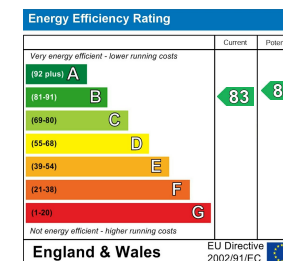 Energy Efficiency Rating
Current
Very energy efficient - lower running costs
(92 plus) A
(81-91) B
83
(69-80) C
(55-68) D
(39-54) E
(21-38) F
(1-20) G
Not energy efficient - higher running costs
England & Wales
EU Directive
2002/91/EC